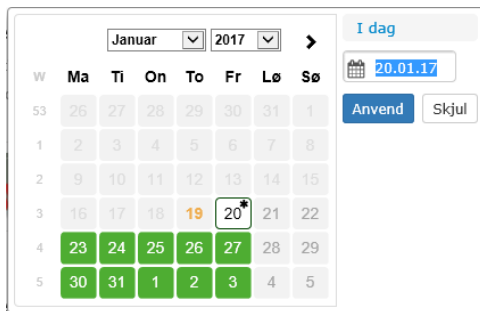 Januar 2017
W Ma Ti On To Fr Lø Sø
53 26 27 28 29 30 31 1
1 2 3 4 5 6 7 8
2 9 10 11 12 13 14 15
3 16 17 18 19 20* 21 22
4 23 24 25 26 27 28 29
5 30 31 1 2 3 4 5
I dag
20.01.17
Anvend Skjul